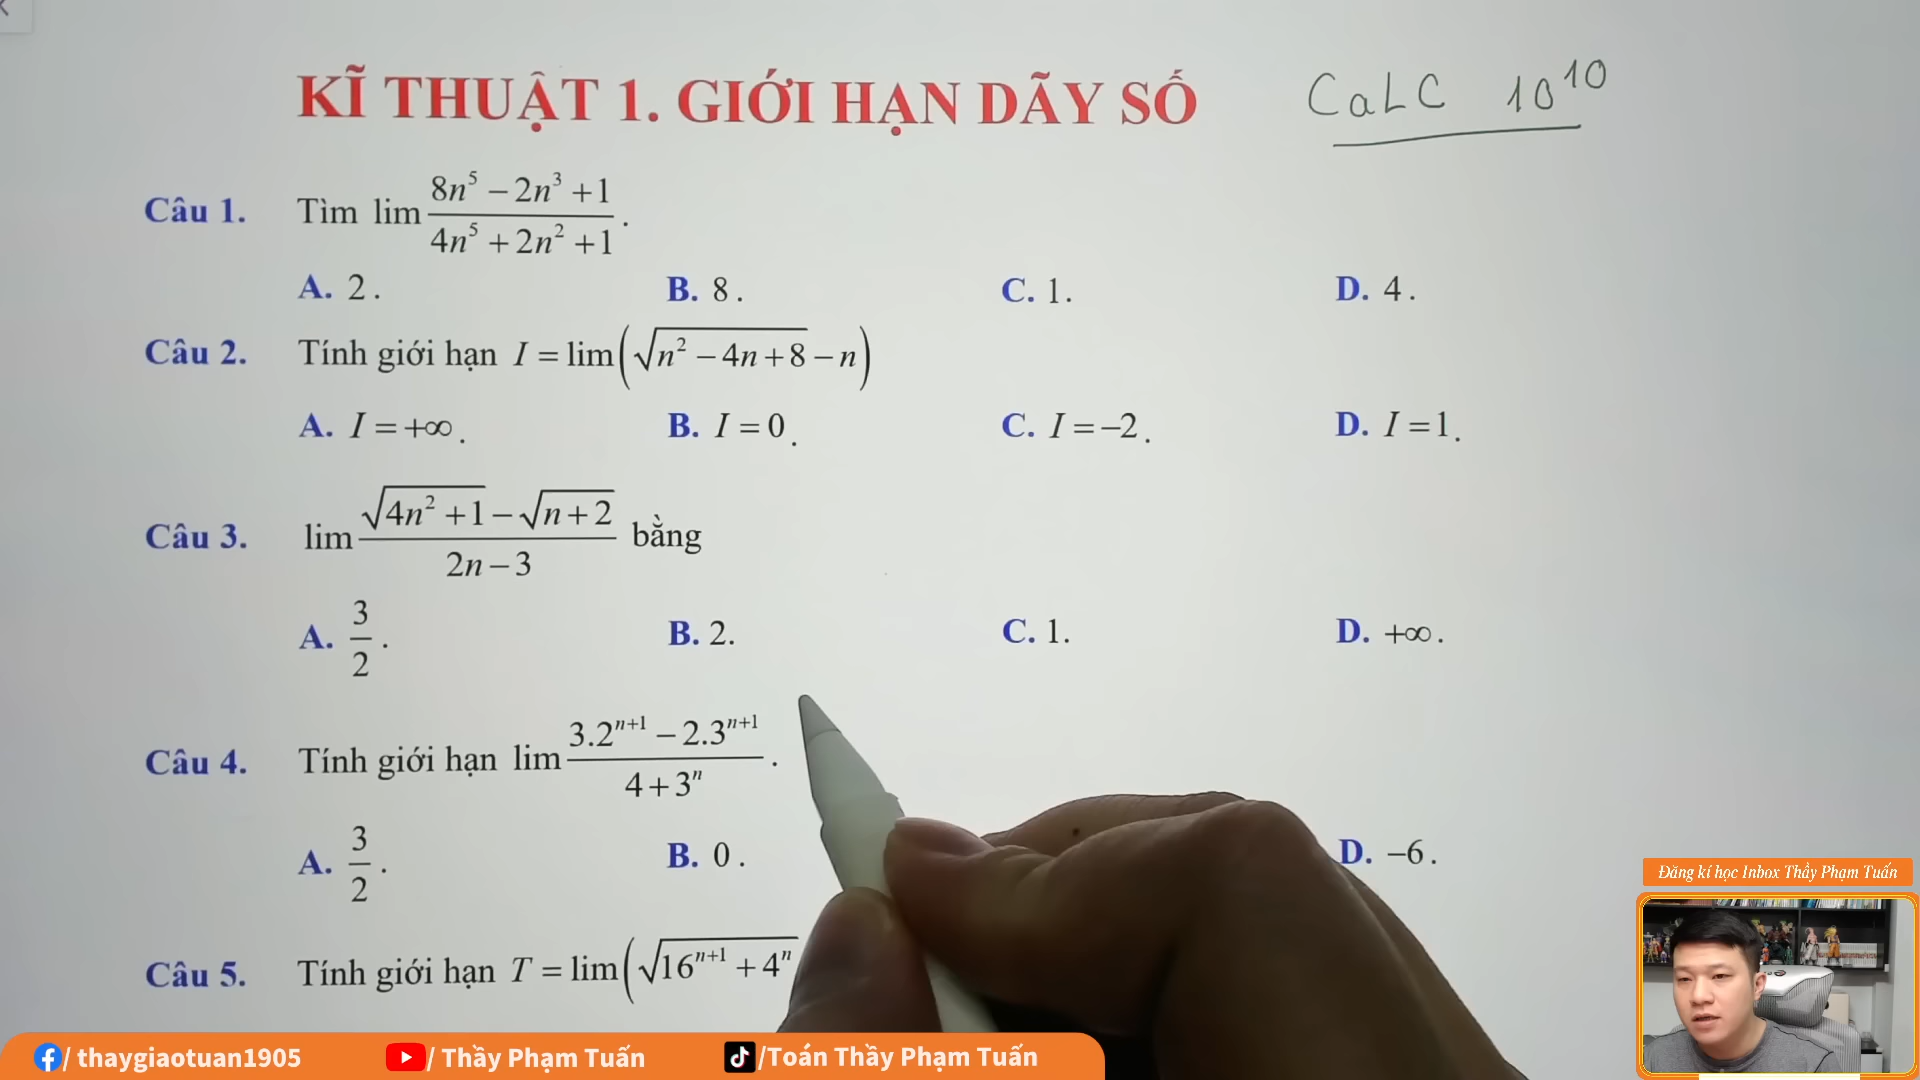 KĨ THUẬT 1. GIỚI HẠN DÃY SỐ
CaLC 10^10
Câu 1. Tìm lim (8n^5 − 2n^3 + 1)/(4n^5 + 2n^2 + 1).
A. 2. B. 8. C. 1. D. 4.
Câu 2. Tính giới hạn I = lim(√(n^2 − 4n + 8) − n)
A. I = +∞. B. I = 0. C. I = −2. D. I = 1.
Câu 3. lim (√(4n^2 + 1) − √(n + 2))/(2n − 3) bằng
A. 3/2. B. 2. C. 1. D. +∞.
Câu 4. Tính giới hạn lim (3.2^(n+1) − 2.3^(n+1))/(4 + 3^n).
A. 3/2. B. 0. D. −6.
Câu 5. Tính giới hạn T = lim(√(16^(n+1) + 4^n)
Đăng kí học Inbox Thầy Phạm Tuấn
/ thaygiaotuan1905 / Thầy Phạm Tuấn /Toán Thầy Phạm Tuấn